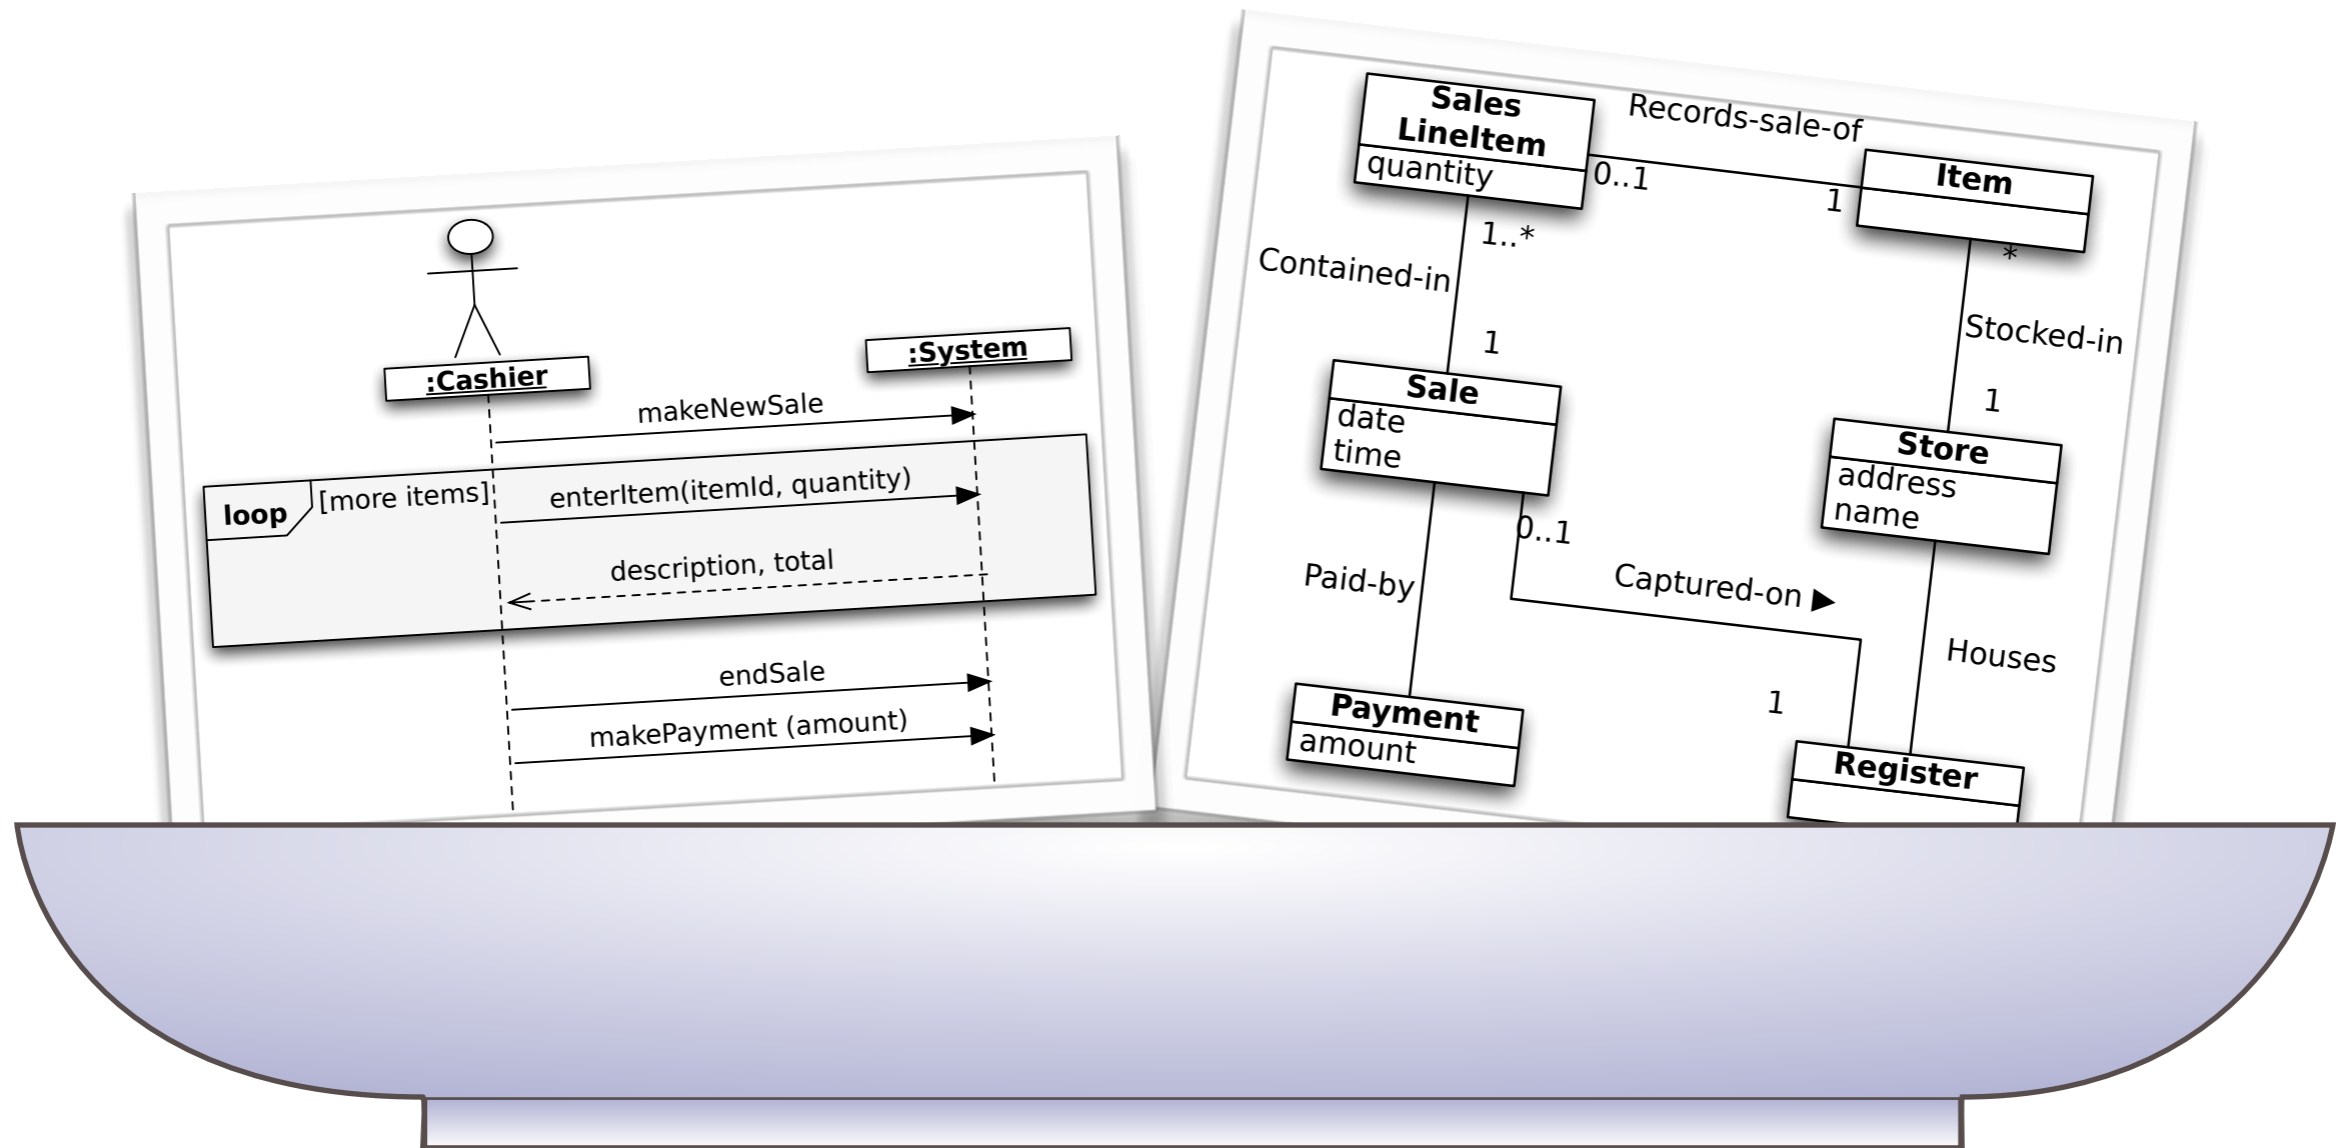 :Cashier
:System
makeNewSale
loop
[more items]
enterItem(itemId, quantity)
description, total
endSale
makePayment (amount)
Sales
LineItem
quantity
Records-sale-of
0..1
1
Item
1..*
*
Contained-in
Stocked-in
1
1
Sale
date
time
Store
address
name
0..1
Paid-by
Captured-on ▶
Houses
1
Payment
amount
Register